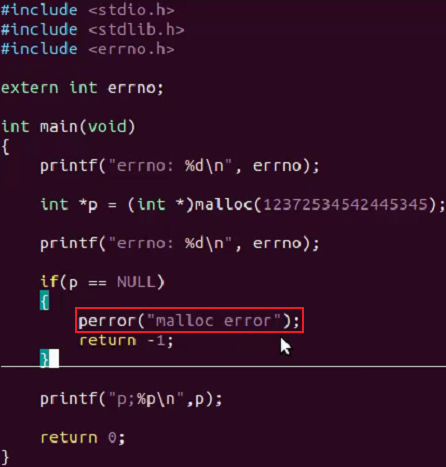 #include <stdio.h>
#include <stdlib.h>
#include <errno.h>
extern int errno;
int main(void)
{
printf("errno: %d\n", errno);
int *p = (int *)malloc(12372534542445345);
printf("errno: %d\n", errno);
if(p == NULL)
{
perror("malloc error");
return -1;
}
printf("p;%p\n",p);
return 0;
}